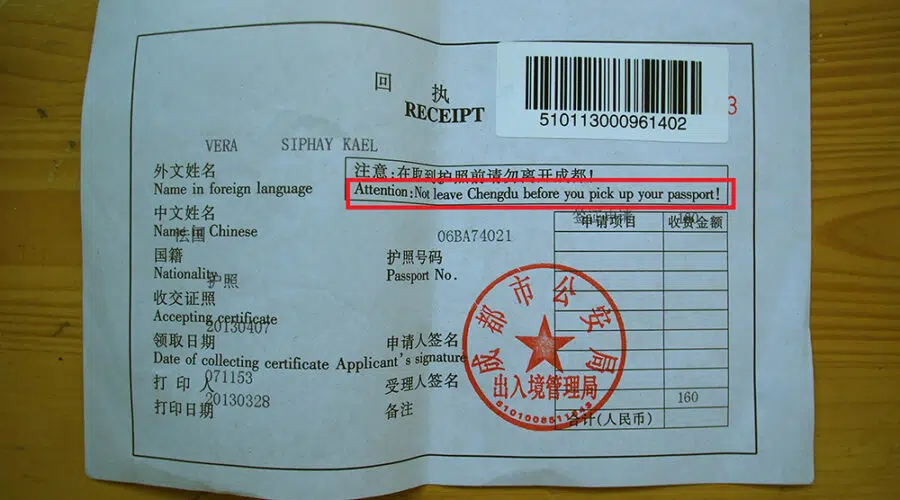 回 执
RECEIPT
510113000961402
3
VERA SIPHAY KAEL
外文姓名
Name in foreign language
注意:在取到护照前请勿离开成都!
Attention:Not leave Chengdu before you pick up your passport!
中文姓名
Name in Chinese
法国
06BA74021
160
申请项目 收费金额
国籍
Nationality
护照
护照号码
Passport No.
收交证照
Accepting certificate
20130407
领取日期
Date of collecting certificate
申请人签名
Applicant's signature
打 印 人
071153
受理人签名
20130328
打印日期
备注
160
合计(人民币)
成都市公安局
出入境管理局